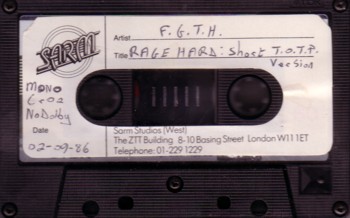 Artist F.G.T.H.
SARM
Title RAGE HARD: Short T.O.T.P.
Version
MONO
NoDolby
Date
02-09-86
Sarm Studios (West)
The ZTT Building 8-10 Basing Street London W11 1ET
Telephone: 01-229 1229